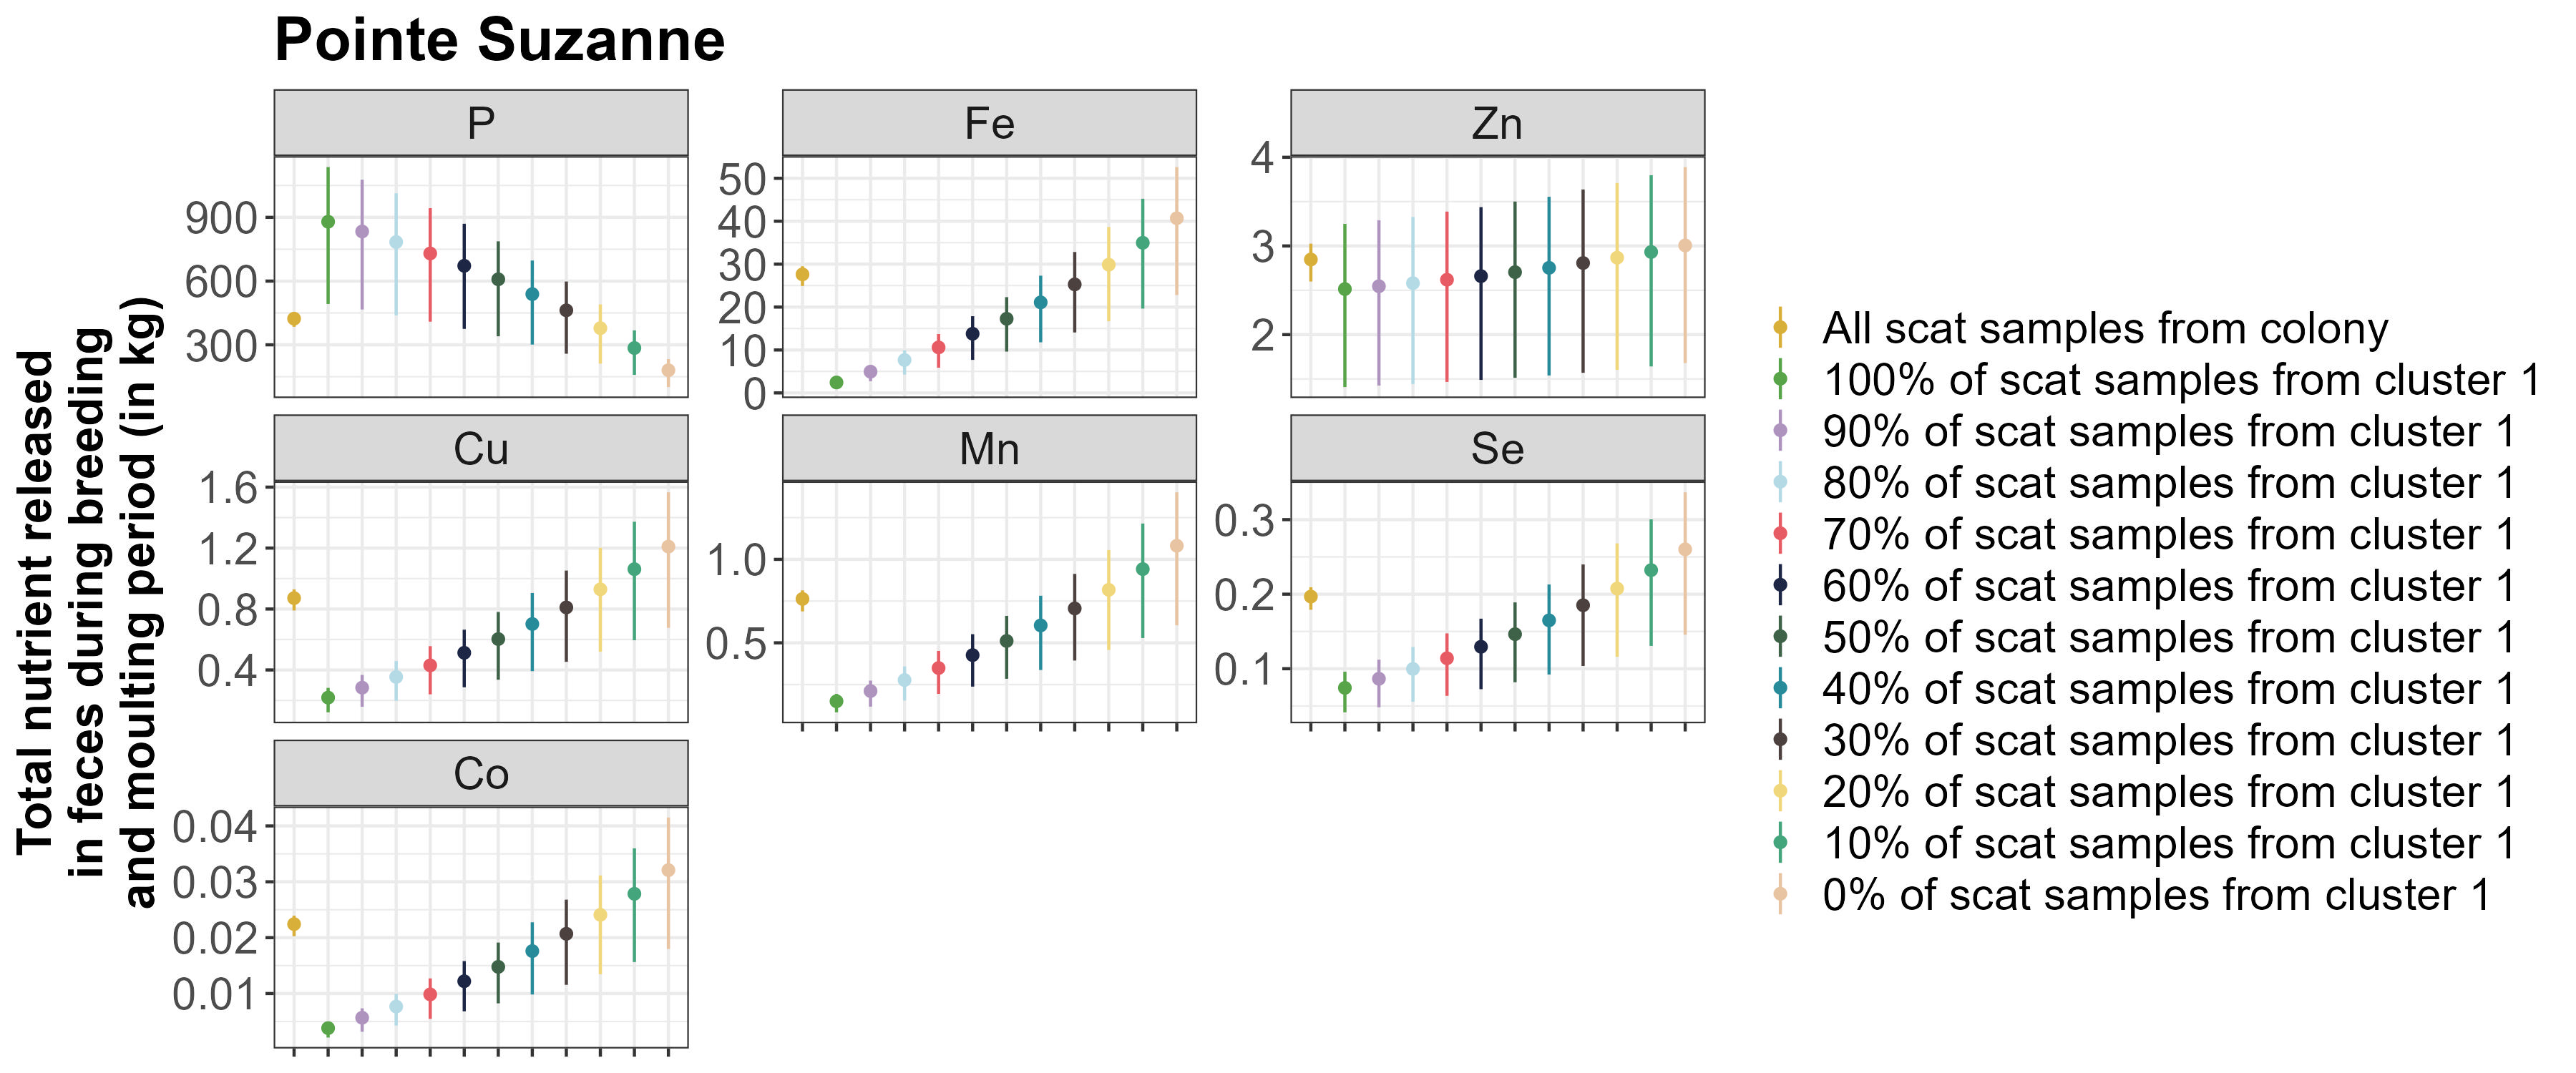 Pointe Suzanne
Total nutrient released
in feces during breeding
and moulting period (in kg)
P
900
600
300
Fe
50
40
30
20
10
0
Zn
4
3
2
Cu
1.6
1.2
0.8
0.4
Mn
1.0
0.5
Se
0.3
0.2
0.1
Co
0.04
0.03
0.02
0.01
All scat samples from colony
100% of scat samples from cluster 1
90% of scat samples from cluster 1
80% of scat samples from cluster 1
70% of scat samples from cluster 1
60% of scat samples from cluster 1
50% of scat samples from cluster 1
40% of scat samples from cluster 1
30% of scat samples from cluster 1
20% of scat samples from cluster 1
10% of scat samples from cluster 1
0% of scat samples from cluster 1